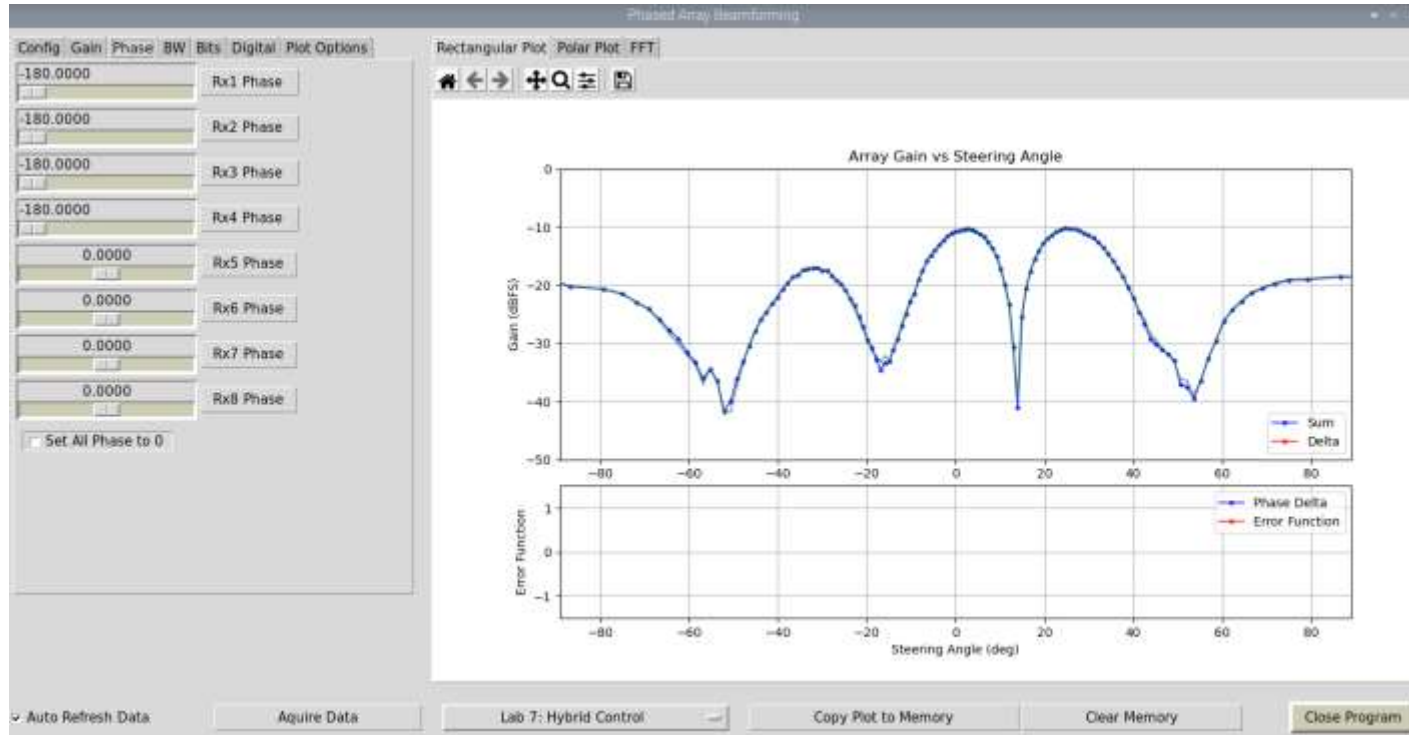 Phased Array Beamforming
Config Gain Phase BW Bits Digital Plot Options
-180.0000
Rx1 Phase
-180.0000
Rx2 Phase
-180.0000
Rx3 Phase
-180.0000
Rx4 Phase
0.0000
Rx5 Phase
0.0000
Rx6 Phase
0.0000
Rx7 Phase
0.0000
Rx8 Phase
Set All Phase to 0
Rectangular Plot Polar Plot FFT
Array Gain vs Steering Angle
Gain (dBFS)
0
−10
−20
−30
−40
−50
−80 −60 −40 −20 0 20 40 60 80
Sum
Delta
Error Function
1
0
−1
Phase Delta
Error Function
−80 −60 −40 −20 0 20 40 60 80
Steering Angle (deg)
Auto Refresh Data Aquire Data Lab 7: Hybrid Control Copy Plot to Memory Clear Memory Close Program